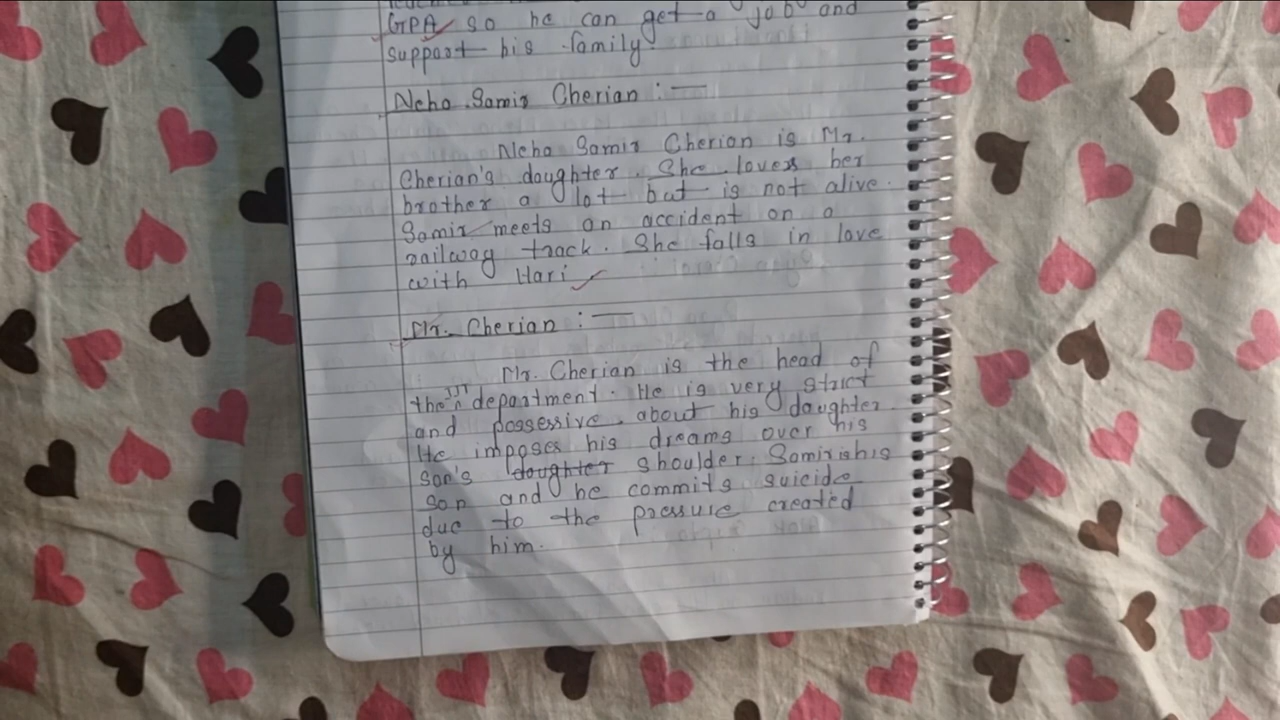 GPA so he can get a job and
support his family
Neha Samir Cherian :—
Neha Samir Cherian is Mr.
Cherian's daughter. She lovers her
brother a lot but is not alive.
Samir meets an accident on a
railway track. She falls in love
with Hari
Mr. Cherian :—
Mr. Cherian is the head of
the IIT department. He is very strict
and possessive about his daughter
He imposes his dreams over his
son's daughter shoulder. Samir is his
son and he commits suicide
due to the pressure created
by him.